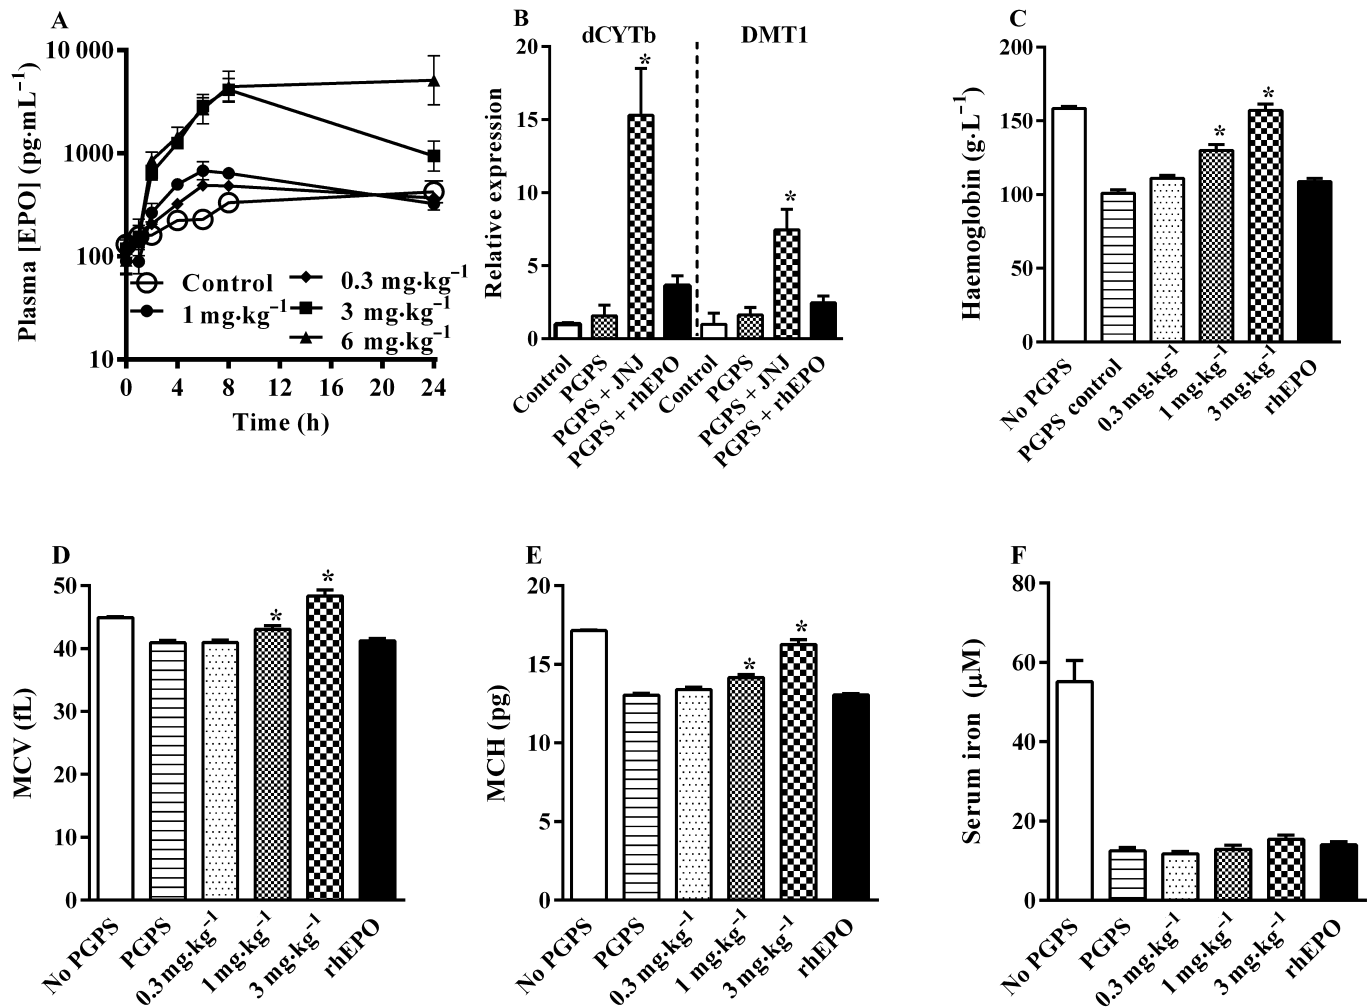 A
Plasma [EPO] (pg·mL⁻¹)
10 000
1000
100
10
Control
1 mg·kg⁻¹
0.3 mg·kg⁻¹
3 mg·kg⁻¹
6 mg·kg⁻¹
0 4 8 12 16 20 24
Time (h)
B
dCYTb DMT1
Relative expression
20
15
10
5
0
*
*
Control
PGPS
PGPS + JNJ
PGPS + rhEPO
Control
PGPS
PGPS + JNJ
PGPS + rhEPO
C
Haemoglobin (g·L⁻¹)
200
150
100
50
0
*
*
No PGPS
PGPS control
0.3 mg·kg⁻¹
1 mg·kg⁻¹
3 mg·kg⁻¹
rhEPO
D
MCV (fL)
50
40
30
20
10
0
*
*
No PGPS
PGPS
0.3 mg·kg⁻¹
1 mg·kg⁻¹
3 mg·kg⁻¹
rhEPO
E
MCH (pg)
20
15
10
5
0
*
*
No PGPS
PGPS
0.3 mg·kg⁻¹
1 mg·kg⁻¹
3 mg·kg⁻¹
rhEPO
F
Serum iron (μM)
80
60
40
20
0
No PGPS
PGPS
0.3 mg·kg⁻¹
1 mg·kg⁻¹
3 mg·kg⁻¹
rhEPO